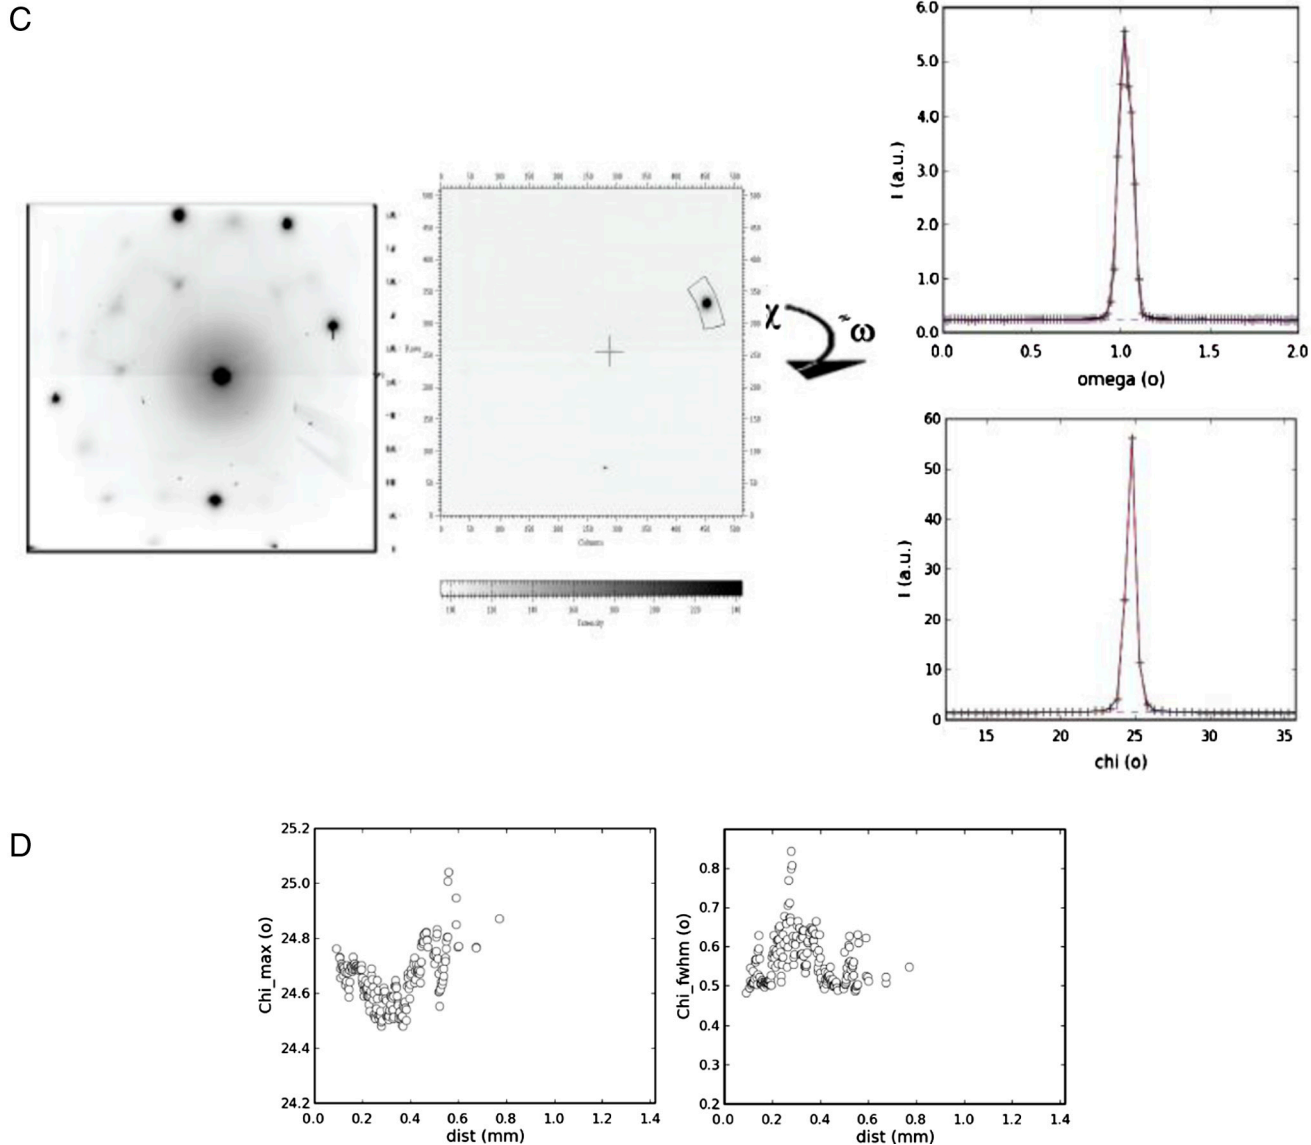 C
6.0
5.0
4.0
3.0
2.0
1.0
0.0
I (a.u.)
0.0 0.5 1.0 1.5 2.0
omega (o)
χ ~ω
60
50
40
30
20
10
0
I (a.u.)
15 20 25 30 35
chi (o)
Columns
Intensity
D
25.2
25.0
24.8
24.6
24.4
24.2
Chi_max (o)
0.0 0.2 0.4 0.6 0.8 1.0 1.2 1.4
dist (mm)
0.8
0.7
0.6
0.5
0.4
0.3
0.2
Chi_fwhm (o)
0.0 0.2 0.4 0.6 0.8 1.0 1.2 1.4
dist (mm)